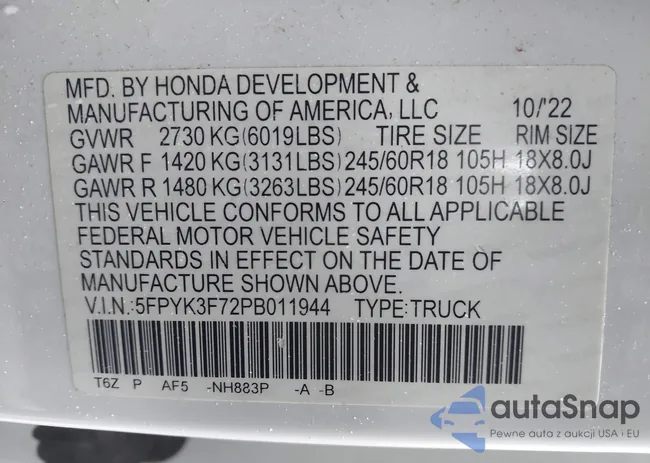 MFD. BY HONDA DEVELOPMENT &
MANUFACTURING OF AMERICA, LLC 10/'22
GVWR 2730 KG(6019LBS) TIRE SIZE RIM SIZE
GAWR F 1420 KG(3131LBS) 245/60R18 105H 18X8.0J
GAWR R 1480 KG(3263LBS) 245/60R18 105H 18X8.0J
THIS VEHICLE CONFORMS TO ALL APPLICABLE
FEDERAL MOTOR VEHICLE SAFETY
STANDARDS IN EFFECT ON THE DATE OF
MANUFACTURE SHOWN ABOVE.
V.I.N.:5FPYK3F72PB011944 TYPE:TRUCK
T6Z P AF5 -NH883P -A -B
autaSnap
Pewne auta z aukcji USA i EU